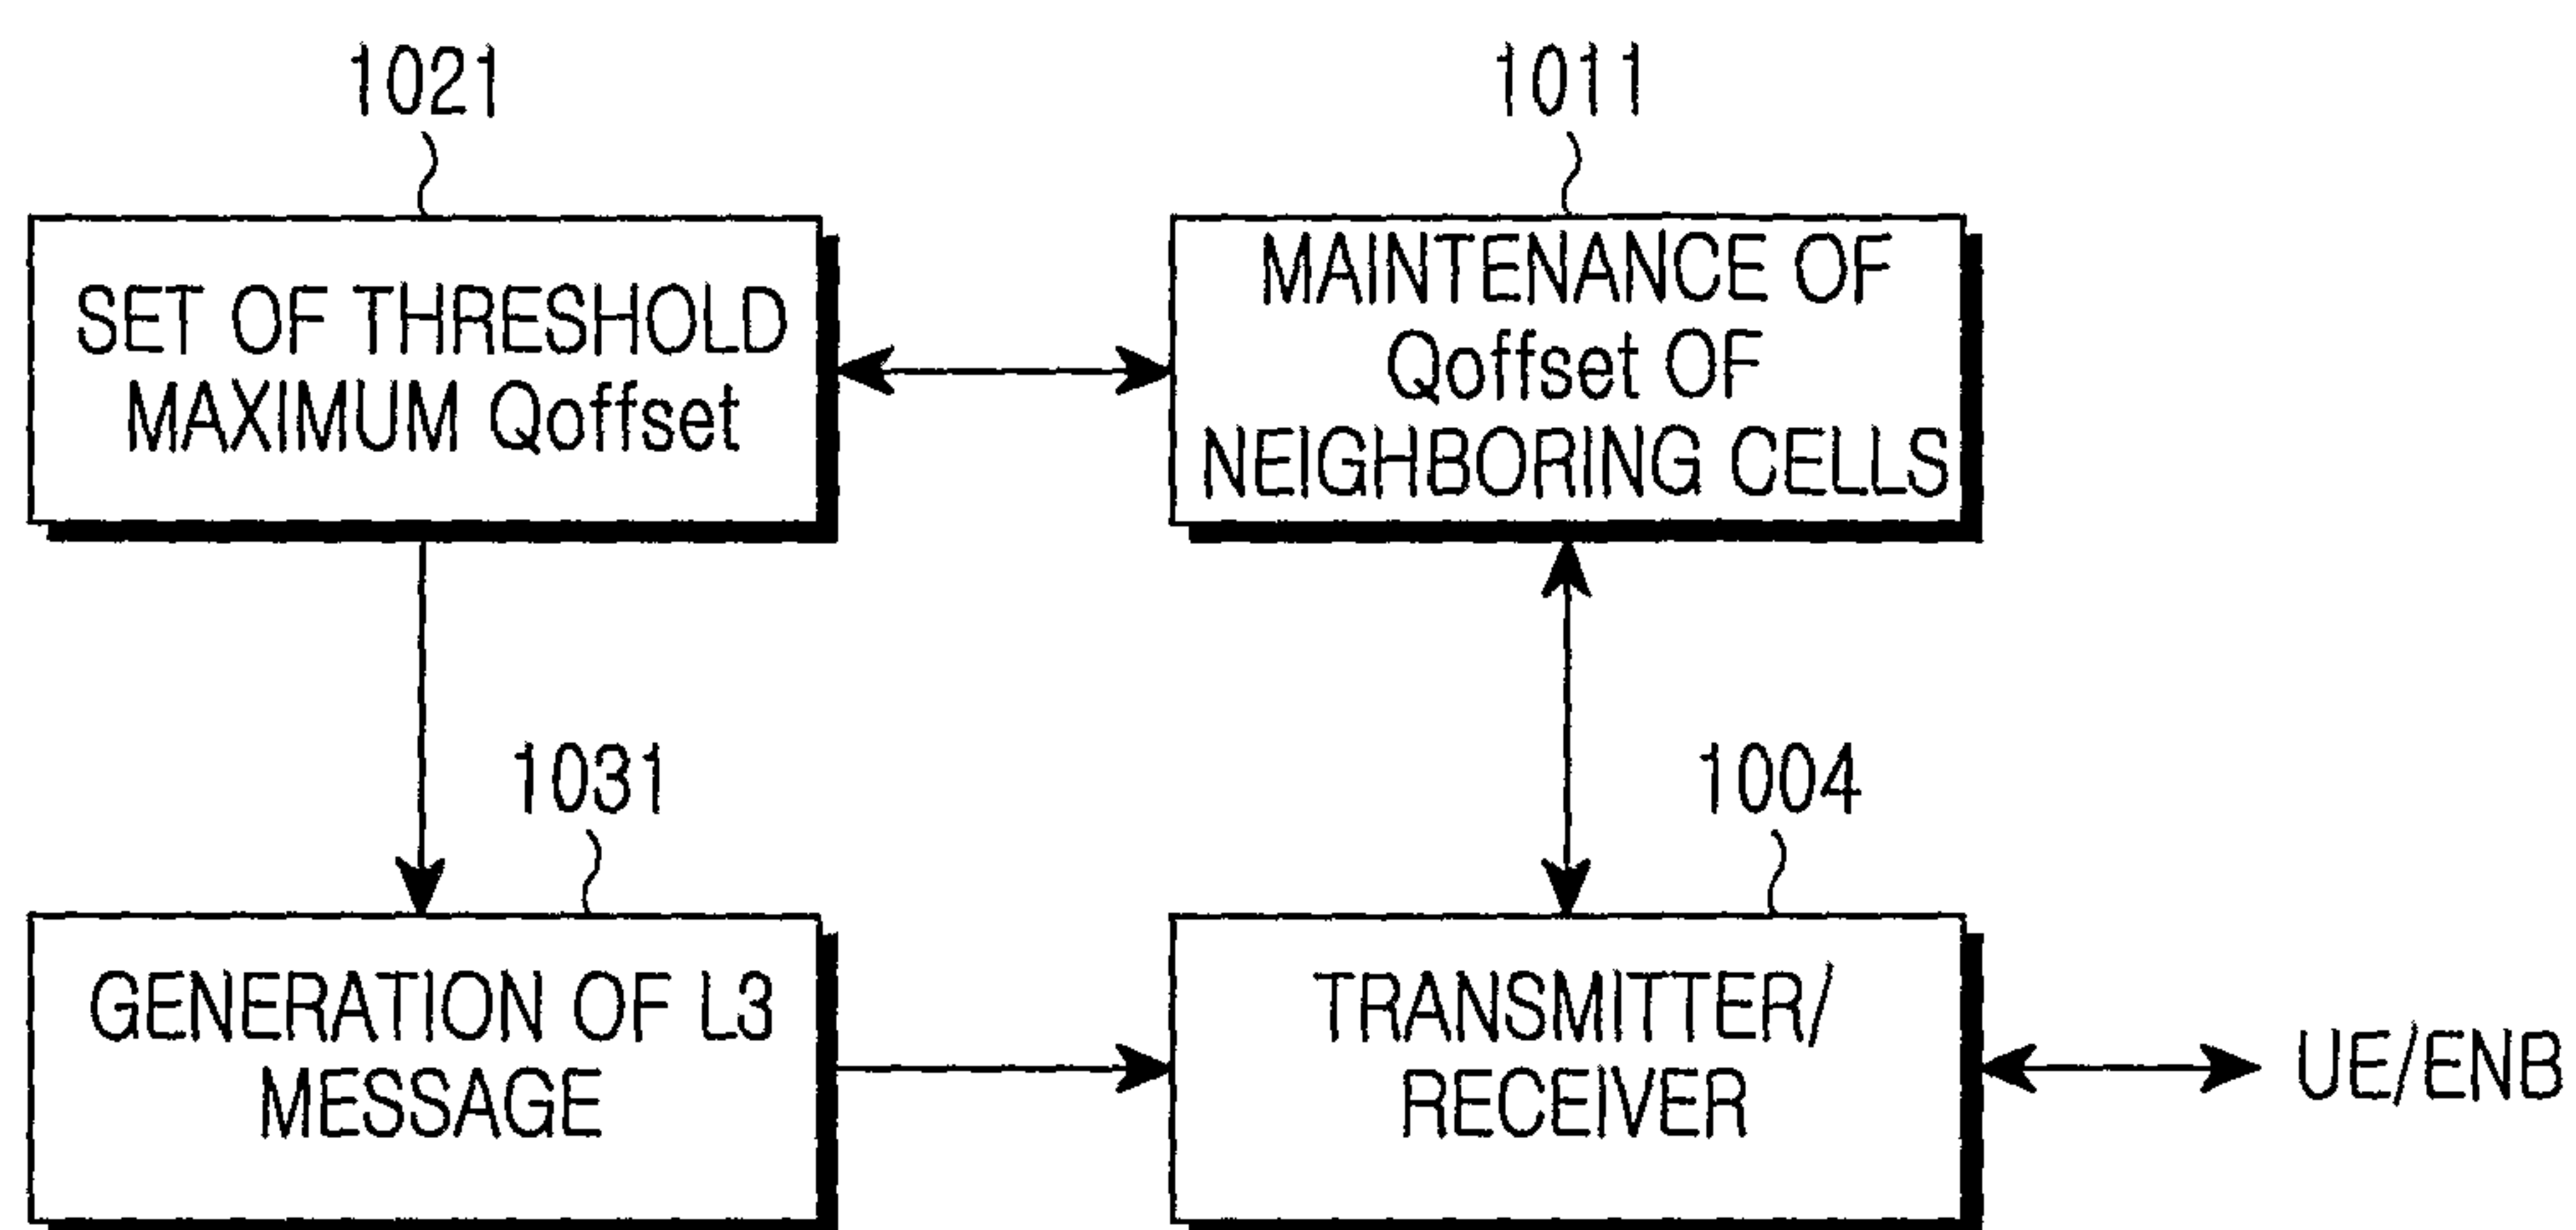 1021
1011
SET OF THRESHOLD
MAXIMUM Qoffset
MAINTENANCE OF
Qoffset OF
NEIGHBORING CELLS
1031
1004
GENERATION OF L3
MESSAGE
TRANSMITTER/
RECEIVER
UE/ENB